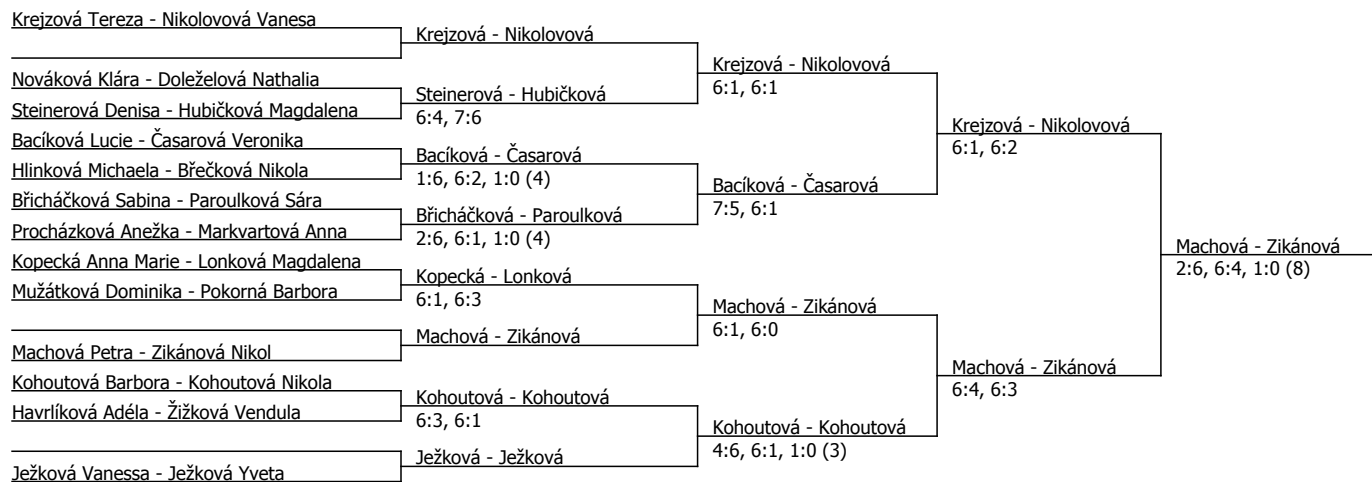 Krejzová Tereza - Nikolovová Vanesa
Nováková Klára - Doleželová Nathalia
Steinerová Denisa - Hubičková Magdalena
Bacíková Lucie - Časarová Veronika
Hlinková Michaela - Břečková Nikola
Břicháčková Sabina - Paroulková Sára
Procházková Anežka - Markvartová Anna
Kopecká Anna Marie - Lonková Magdalena
Mužátková Dominika - Pokorná Barbora
Machová Petra - Zikánová Nikol
Kohoutová Barbora - Kohoutová Nikola
Havrlíková Adéla - Žižková Vendula
Ježková Vanessa - Ježková Yveta
Krejzová - Nikolovová
Steinerová - Hubičková
6:4, 7:6
Bacíková - Časarová
1:6, 6:2, 1:0 (4)
Břicháčková - Paroulková
2:6, 6:1, 1:0 (4)
Kopecká - Lonková
6:1, 6:3
Machová - Zikánová
Kohoutová - Kohoutová
6:3, 6:1
Ježková - Ježková
Krejzová - Nikolovová
6:1, 6:1
Bacíková - Časarová
7:5, 6:1
Machová - Zikánová
6:1, 6:0
Kohoutová - Kohoutová
4:6, 6:1, 1:0 (3)
Krejzová - Nikolovová
6:1, 6:2
Machová - Zikánová
6:4, 6:3
Machová - Zikánová
2:6, 6:4, 1:0 (8)